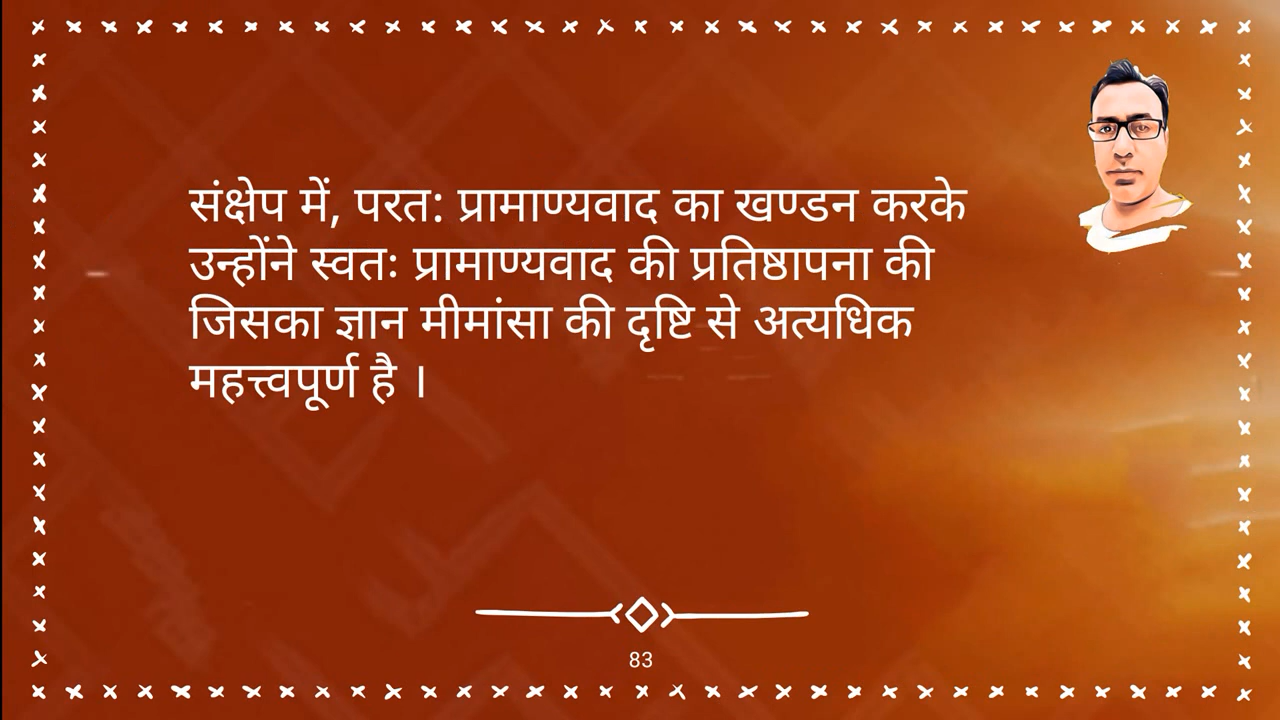 संक्षेप में, परत: प्रामाण्यवाद का खण्डन करके
उन्होंने स्वतः प्रामाण्यवाद की प्रतिष्ठापना की
जिसका ज्ञान मीमांसा की दृष्टि से अत्यधिक
महत्त्वपूर्ण है ।
83